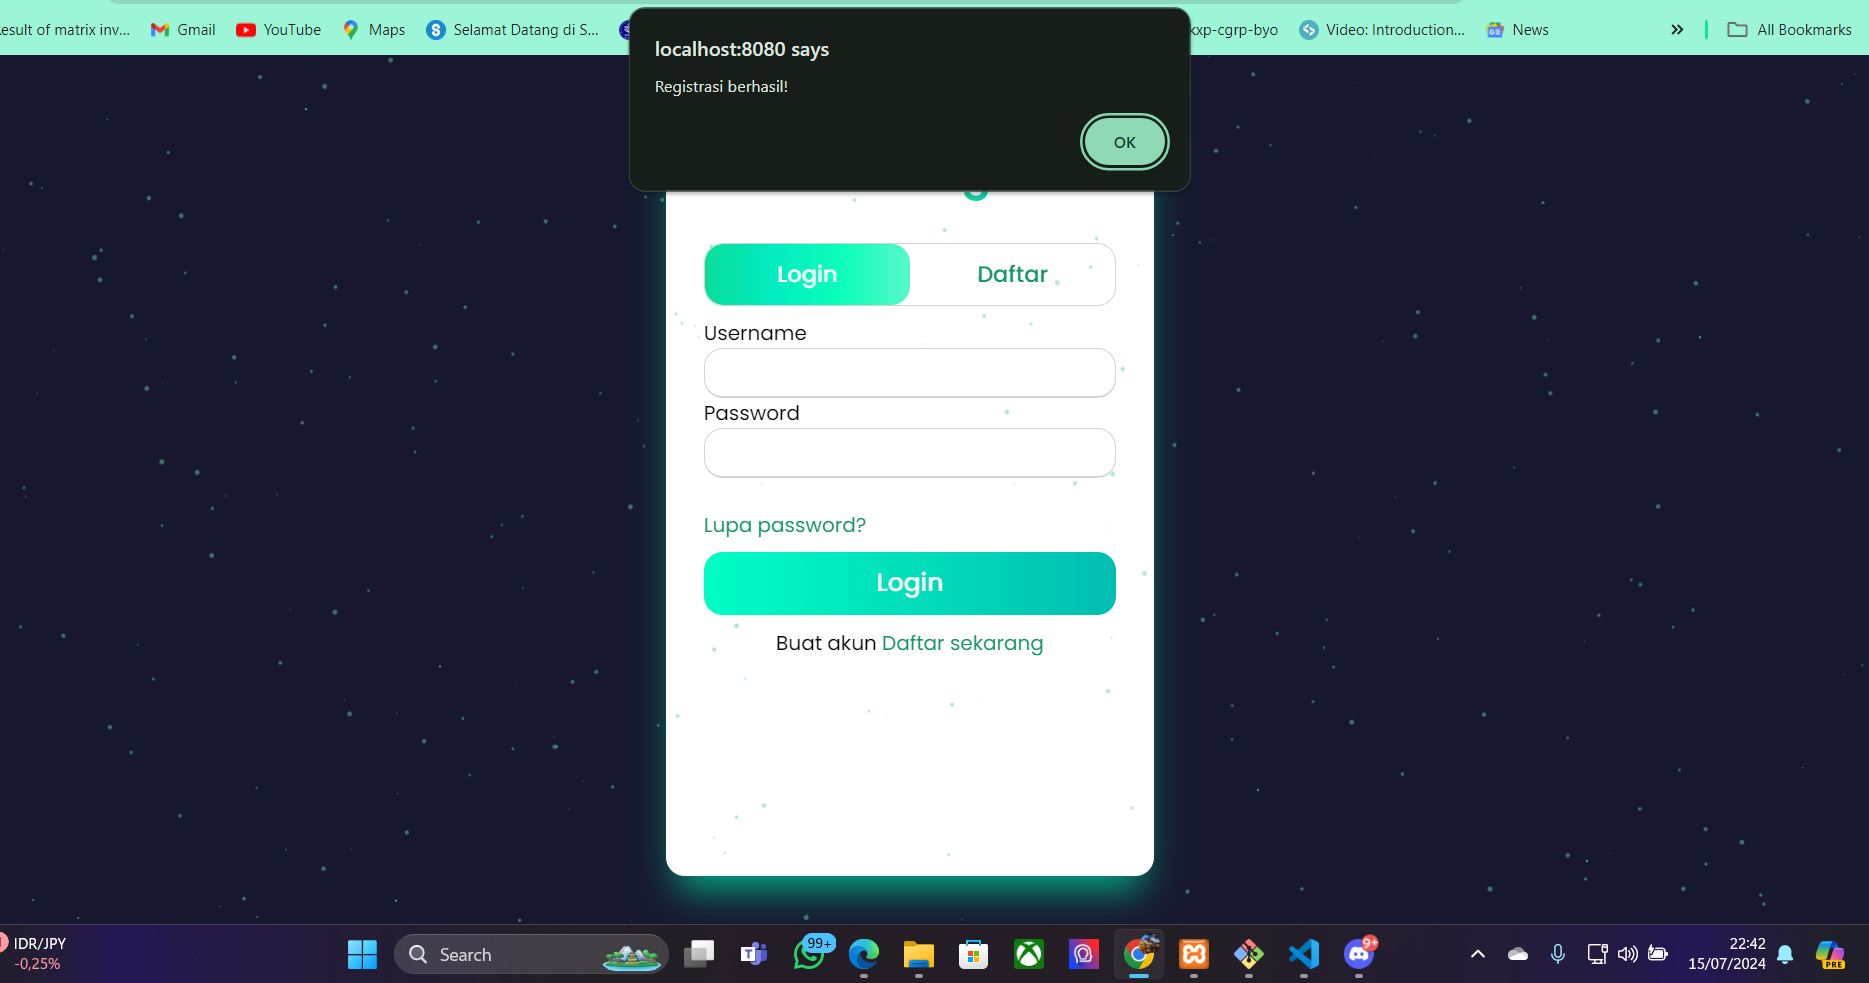 esult of matrix inv...
Gmail
YouTube
Maps
Selamat Datang di S...
kxp-cgrp-byo
Video: Introduction...
News
All Bookmarks
localhost:8080 says
Registrasi berhasil!
OK
Login
Daftar
Username
Password
Lupa password?
Login
Buat akun Daftar sekarang
IDR/JPY
-0,25%
Search
99+
9+
22:42
15/07/2024
PRE